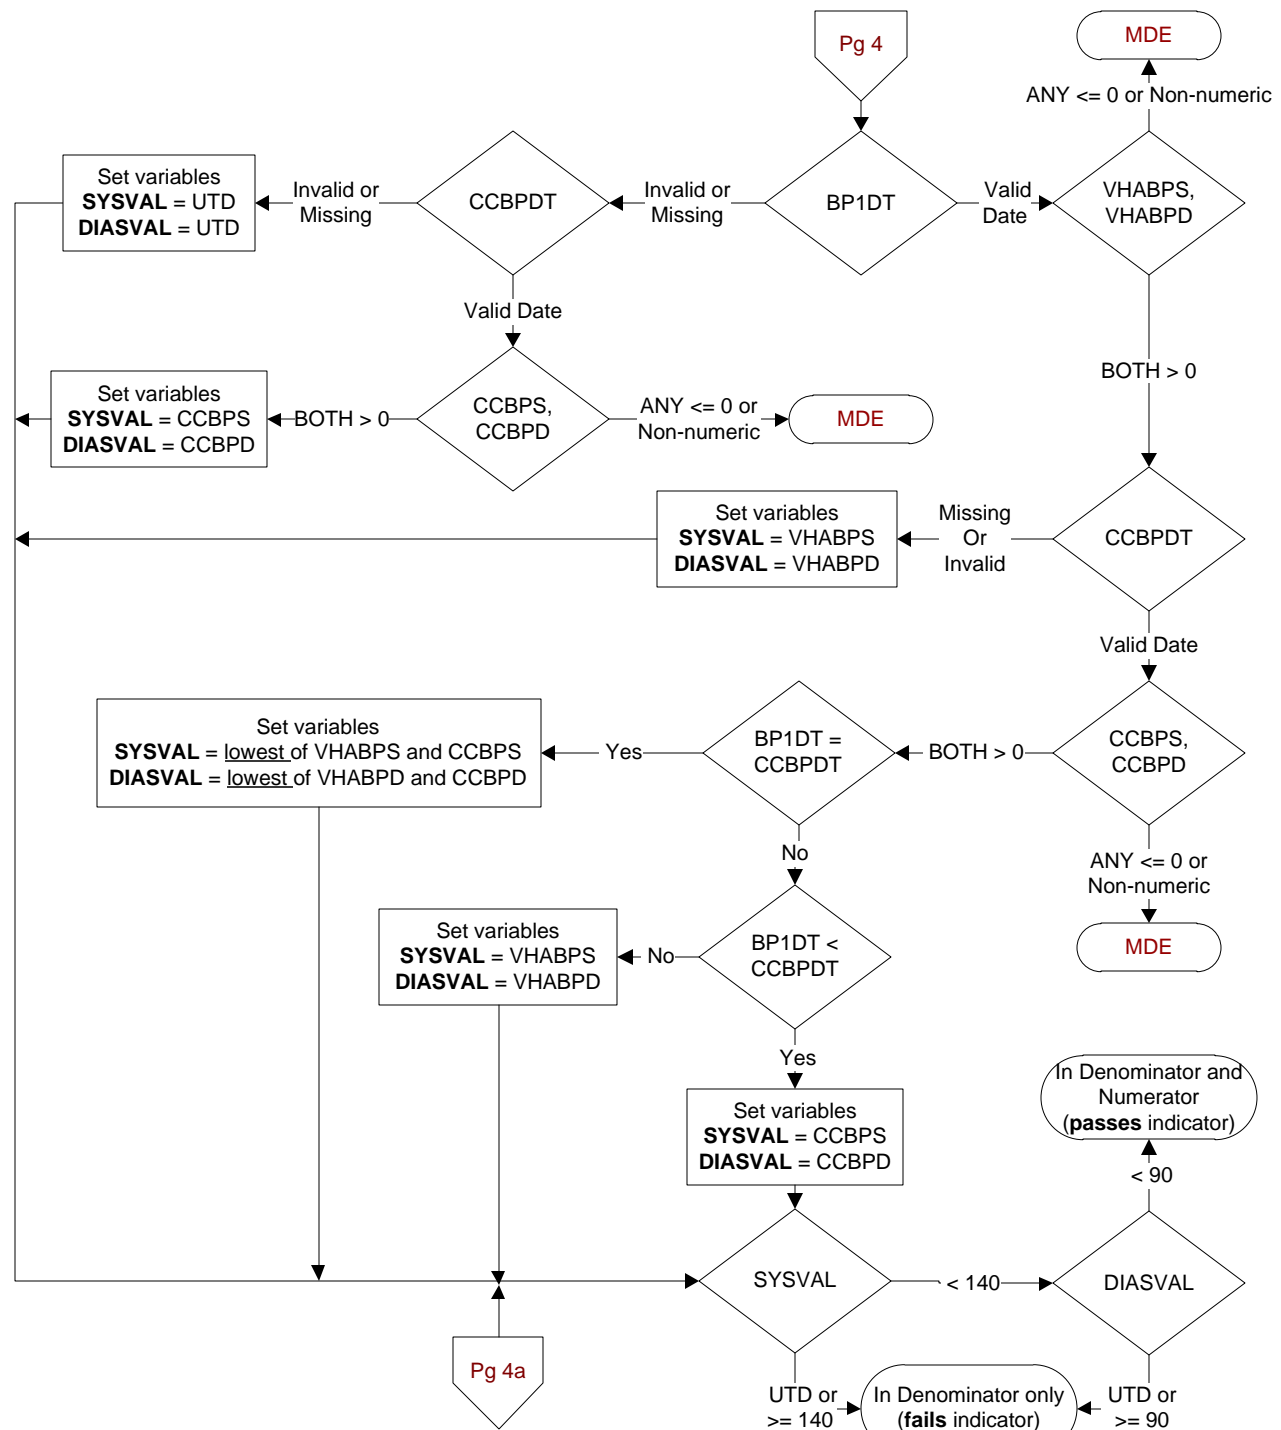 Pg 4
MDE
ANY <= 0 or Non-numeric
Set variables
SYSVAL = UTD
DIASVAL = UTD
Invalid or
Missing
CCBPDT
Invalid or
Missing
BP1DT
Valid
Date
VHABPS,
VHABPD
Valid Date
BOTH > 0
Set variables
SYSVAL = CCBPS
DIASVAL = CCBPD
BOTH > 0
CCBPS,
CCBPD
ANY <= 0 or
Non-numeric
MDE
Set variables
SYSVAL = VHABPS
DIASVAL = VHABPD
Missing
Or
Invalid
CCBPDT
Valid Date
Set variables
SYSVAL = lowest of VHABPS and CCBPS
DIASVAL = lowest of VHABPD and CCBPD
Yes
BP1DT =
CCBPDT
BOTH > 0
CCBPS,
CCBPD
No
ANY <= 0 or
Non-numeric
MDE
Set variables
SYSVAL = VHABPS
DIASVAL = VHABPD
No
BP1DT <
CCBPDT
Yes
Set variables
SYSVAL = CCBPS
DIASVAL = CCBPD
In Denominator and
Numerator
(passes indicator)
< 90
SYSVAL
< 140
DIASVAL
Pg 4a
UTD or
>= 140
In Denominator only
(fails indicator)
UTD or
>= 90